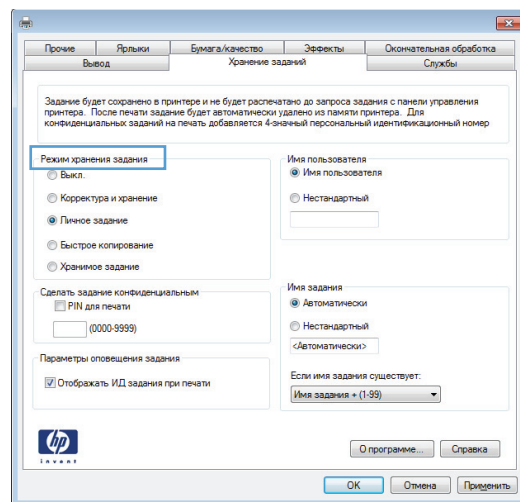 Прочие Ярлыки Бумага/качество Эффекты Окончательная обработка
Вывод Хранение заданий Службы
Задание будет сохранено в принтере и не будет распечатано до запроса задания с панели управления
принтера. После печати задание будет автоматически удалено из памяти принтера. Для
конфиденциальных заданий на печать добавляется 4-значный персональный идентификационный номер
Режим хранения задания
Выкл.
Корректура и хранение
Личное задание
Быстрое копирование
Хранимое задание
Имя пользователя
Имя пользователя
Нестандартный
Сделать задание конфиденциальным
PIN для печати
(0000-9999)
Имя задания
Автоматически
Нестандартный
<Автоматически>
Параметры оповещения задания
Отображать ИД задания при печати
Если имя задания существует:
Имя задания + (1-99)
hp
invent
О программе... Справка
OK Отмена Применить